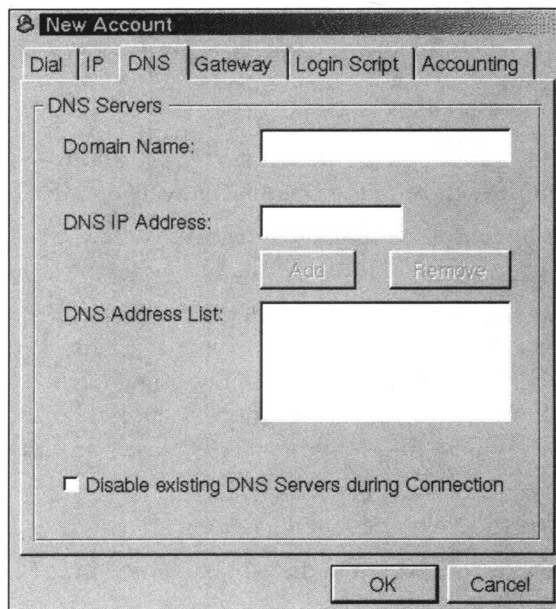 New Account
Dial IP DNS Gateway Login Script Accounting
DNS Servers
Domain Name:
DNS IP Address:
Add Remove
DNS Address List:
Disable existing DNS Servers during Connection
OK Cancel